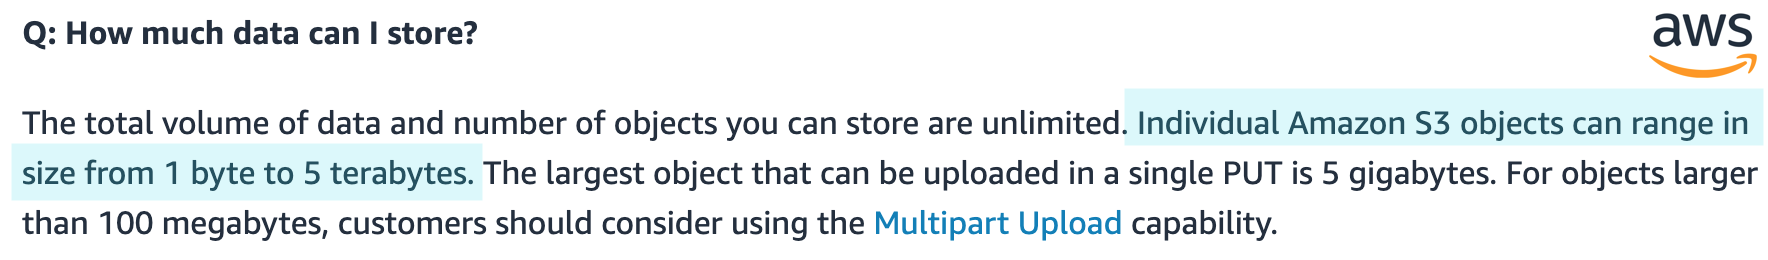 Q: How much data can I store?
aws
The total volume of data and number of objects you can store are unlimited. Individual Amazon S3 objects can range in
size from 1 byte to 5 terabytes. The largest object that can be uploaded in a single PUT is 5 gigabytes. For objects larger
than 100 megabytes, customers should consider using the Multipart Upload capability.